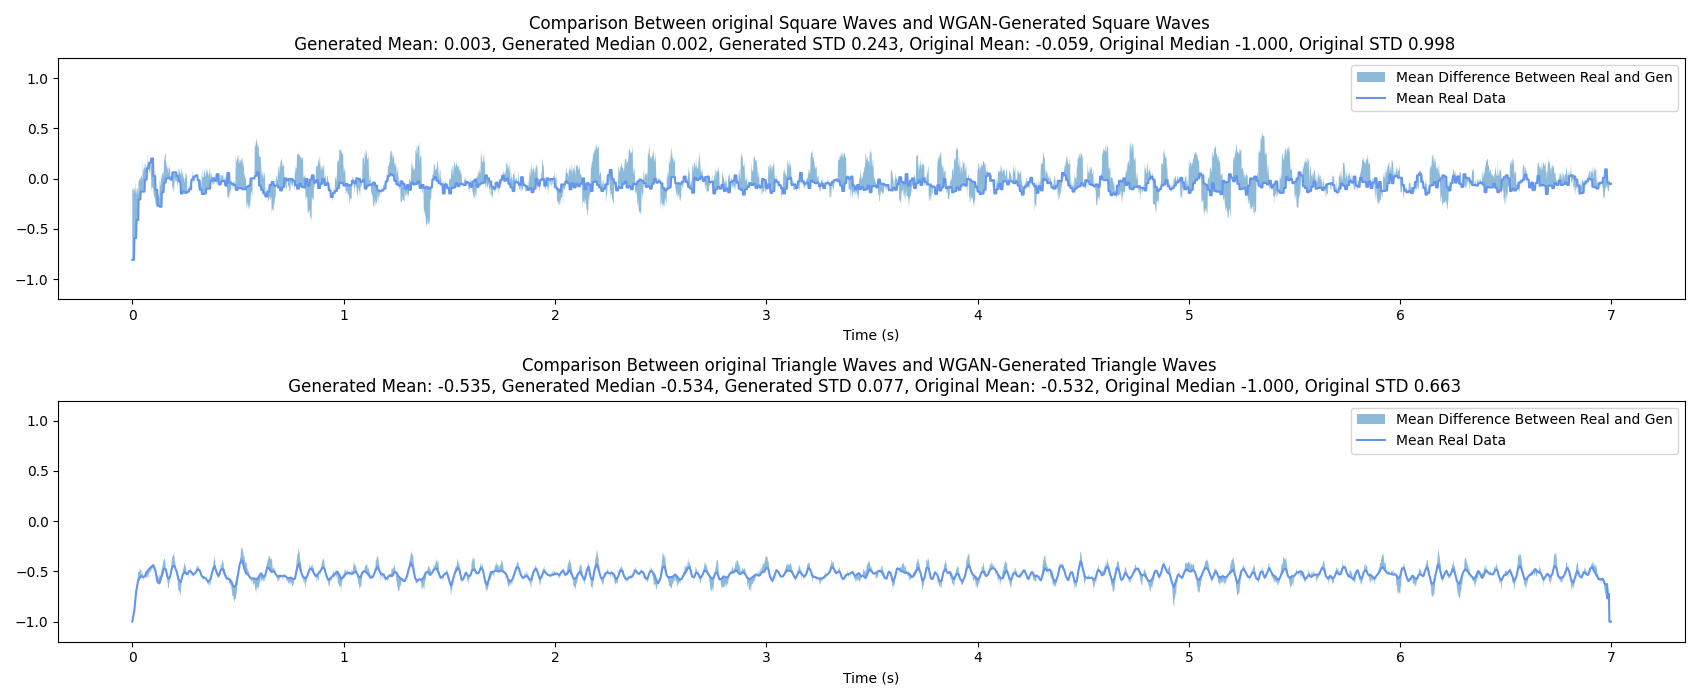 Comparison Between original Square Waves and WGAN-Generated Square Waves
Generated Mean: 0.003, Generated Median 0.002, Generated STD 0.243, Original Mean: -0.059, Original Median -1.000, Original STD 0.998
Mean Difference Between Real and Gen
Mean Real Data
1.0
0.5
0.0
−0.5
−1.0
0 1 2 3 4 5 6 7
Time (s)
Comparison Between original Triangle Waves and WGAN-Generated Triangle Waves
Generated Mean: -0.535, Generated Median -0.534, Generated STD 0.077, Original Mean: -0.532, Original Median -1.000, Original STD 0.663
Mean Difference Between Real and Gen
Mean Real Data
1.0
0.5
0.0
−0.5
−1.0
0 1 2 3 4 5 6 7
Time (s)